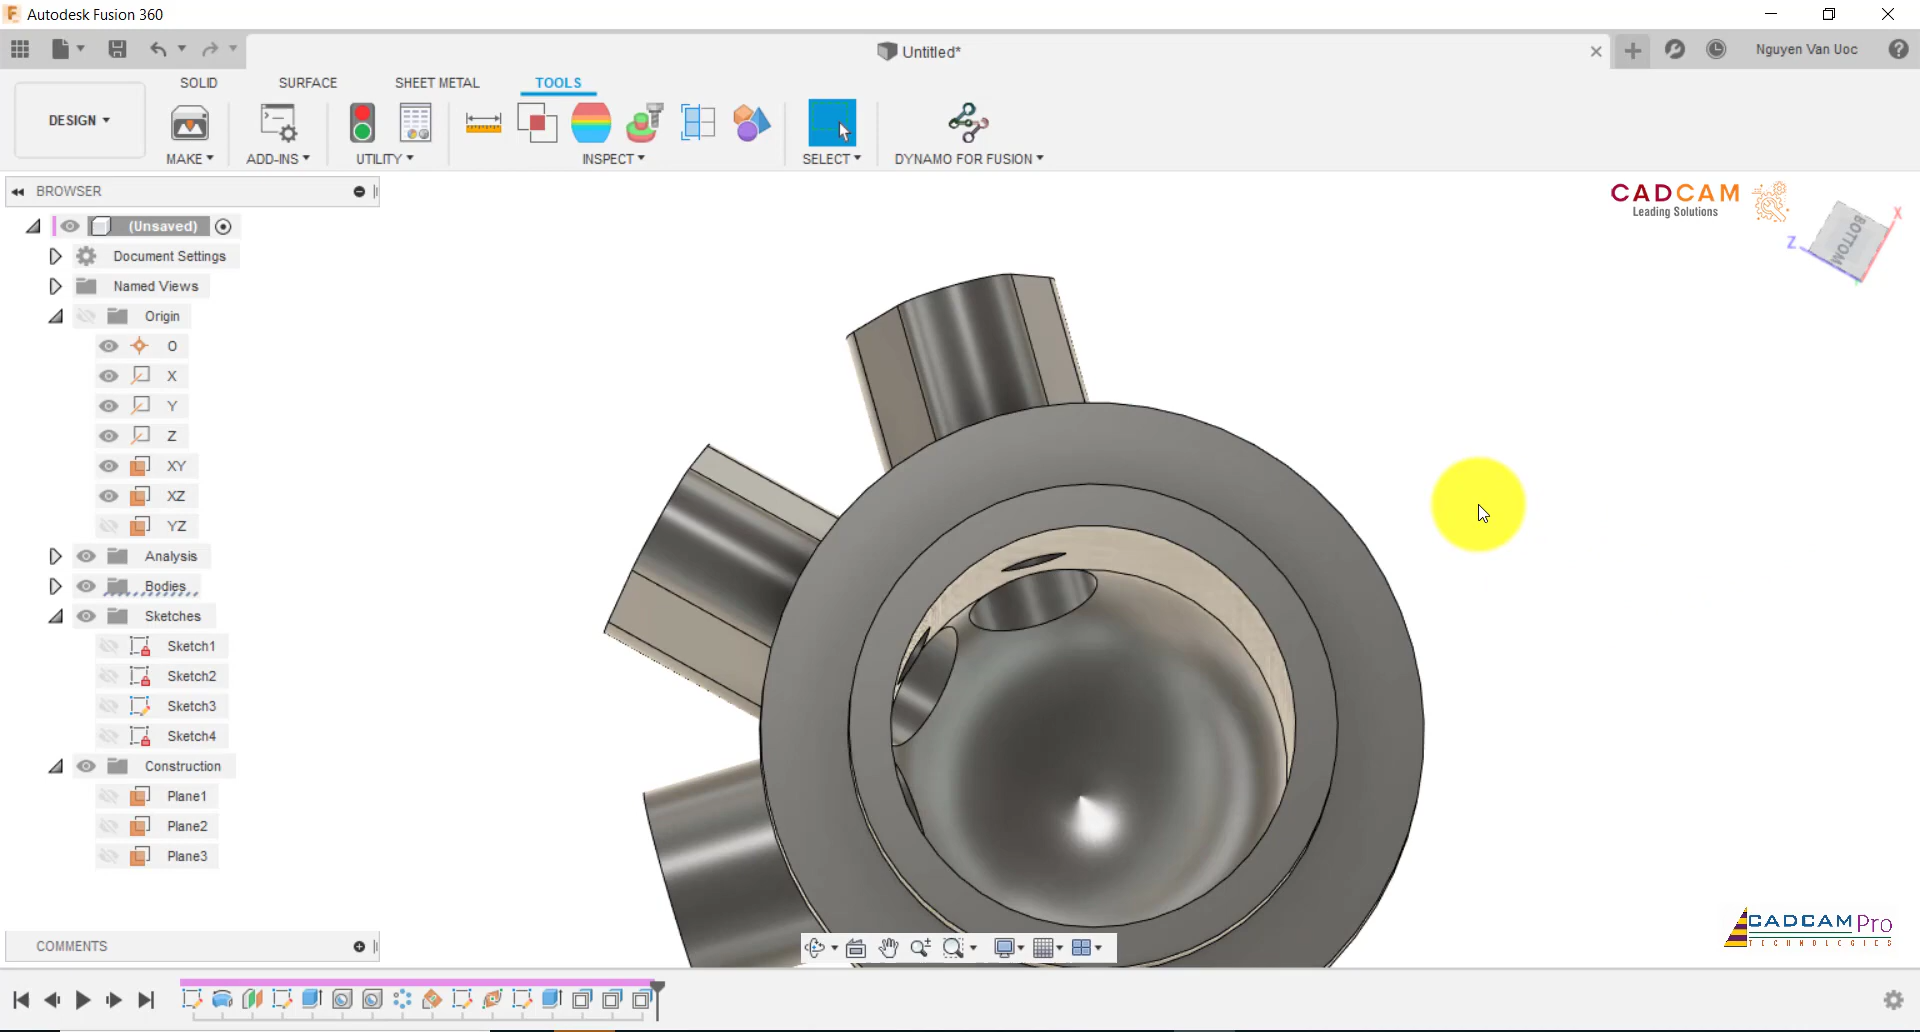 Autodesk Fusion 360
Untitled*
Nguyen Van Uoc
SOLID
SURFACE
SHEET METAL
TOOLS
DESIGN
MAKE
ADD-INS
UTILITY
INSPECT
SELECT
DYNAMO FOR FUSION
BROWSER
(Unsaved)
Document Settings
Named Views
Origin
O
X
Y
Z
XY
XZ
YZ
Analysis
Bodies
Sketches
Sketch1
Sketch2
Sketch3
Sketch4
Construction
Plane1
Plane2
Plane3
CADCAM
Leading Solutions
X
Z
BOTTOM
CADCAM Pro
TECHNOLOGIES
COMMENTS